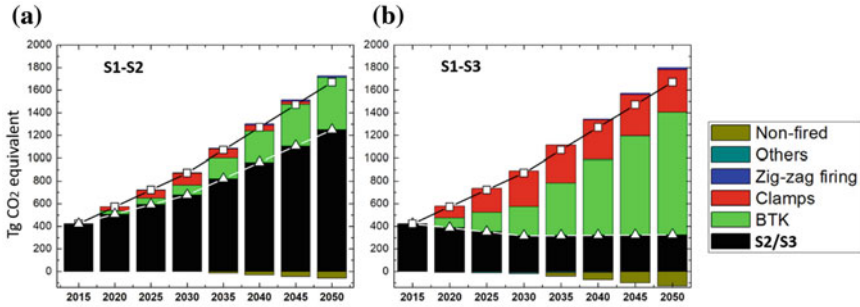 (a)
(b)
Tg CO₂ equivalent
2000
1800
1600
1400
1200
1000
800
600
400
200
0
S1-S2
2015 2020 2025 2030 2035 2040 2045 2050
2000
1800
1600
1400
1200
1000
800
600
400
200
0
S1-S3
2015 2020 2025 2030 2035 2040 2045 2050
Non-fired
Others
Zig-zag firing
Clamps
BTK
S2/S3